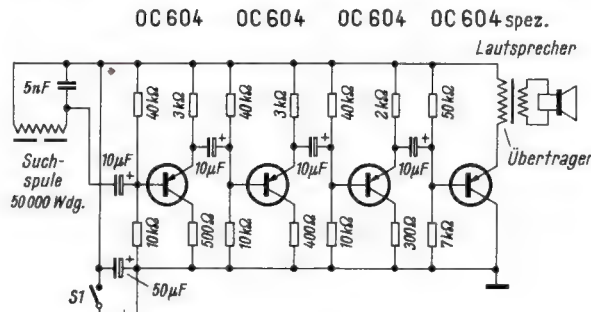 OC 604 OC 604 OC 604 OC 604 spez.
Lautsprecher
5nF
40kΩ
3kΩ
40kΩ
3kΩ
40kΩ
2kΩ
50kΩ
Übertrager
Such-
spule
50 000 Wdg.
10µF
+
10µF
+
10µF
+
10µF
+
10kΩ
500Ω
10kΩ
400Ω
10kΩ
300Ω
7kΩ
S1
+
50µF